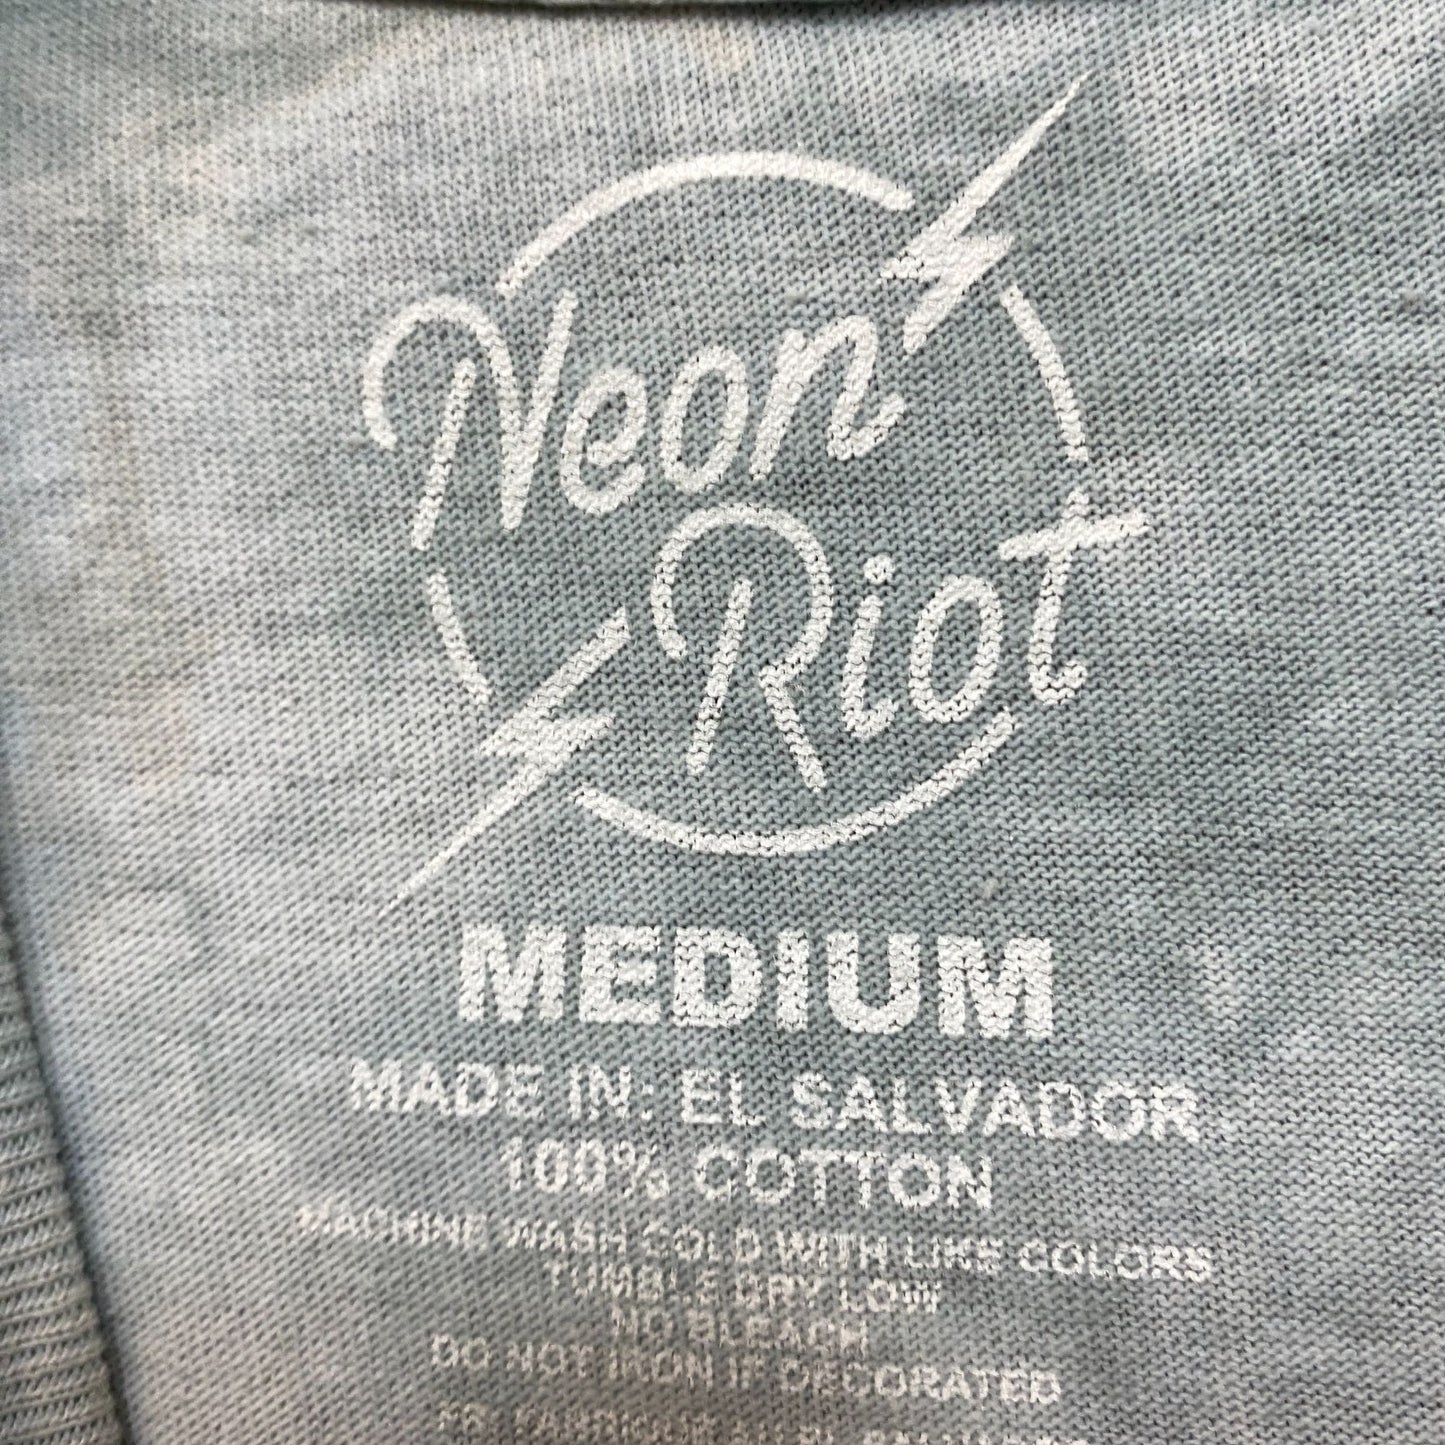 Neon
Riot
MEDIUM
MADE IN: EL SALVADOR
100% COTTON
MACHINE WASH COLD WITH LIKE COLORS
TUMBLE DRY LOW
NO BLEACH
DO NOT IRON IF DECORATED